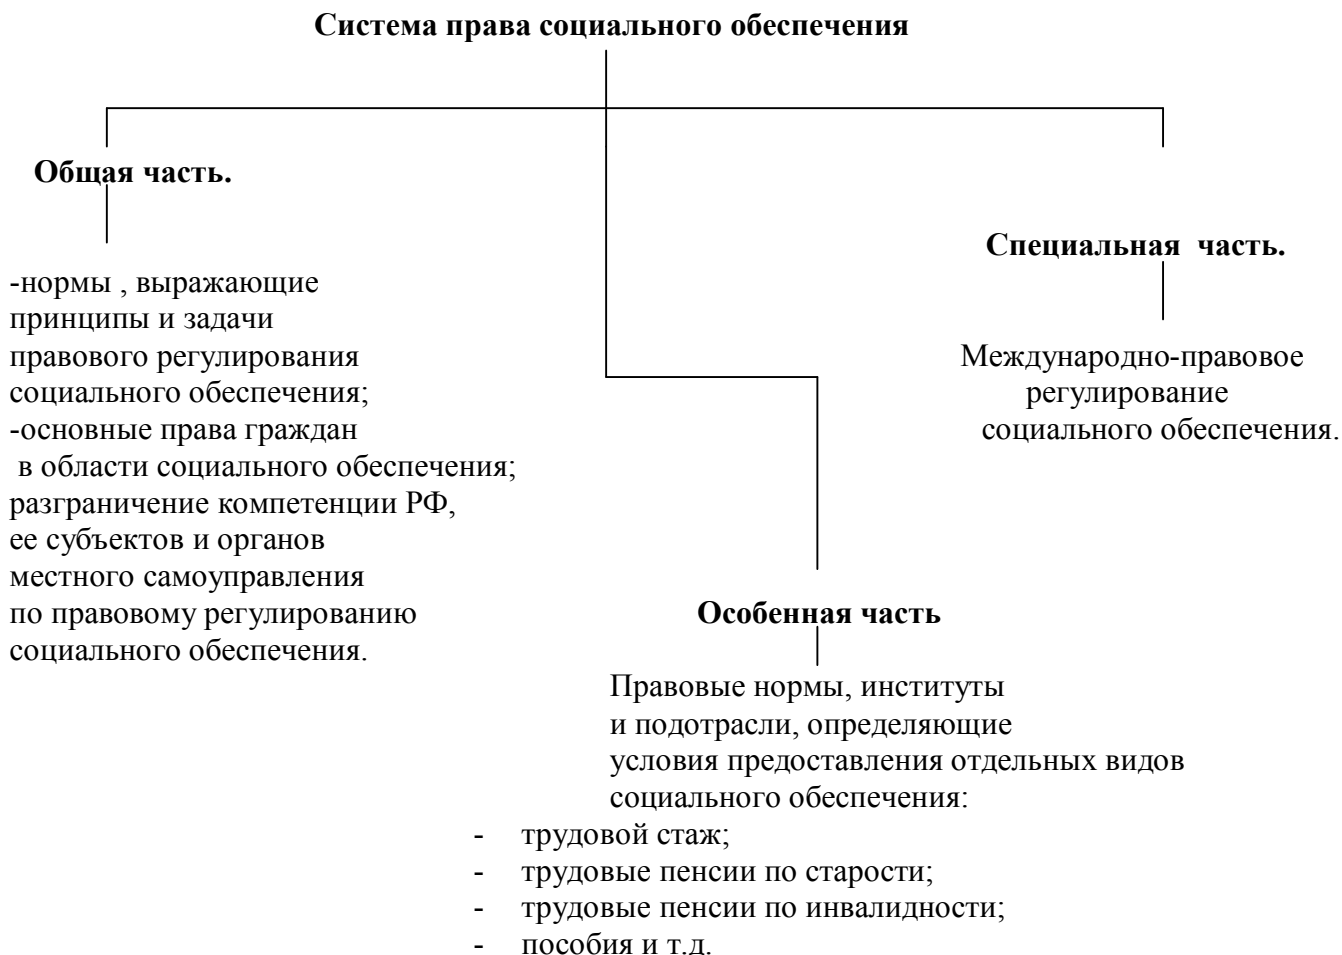 Система права социального обеспечения
Общая часть.
-нормы , выражающие
принципы и задачи
правового регулирования
социального обеспечения;
-основные права граждан
в области социального обеспечения;
разграничение компетенции РФ,
ее субъектов и органов
местного самоуправления
по правовому регулированию
социального обеспечения.
Специальная часть.
Международно-правовое
регулирование
социального обеспечения.
Особенная часть
Правовые нормы, институты
и подотрасли, определяющие
условия предоставления отдельных видов
социального обеспечения:
- трудовой стаж;
- трудовые пенсии по старости;
- трудовые пенсии по инвалидности;
- пособия и т.д.